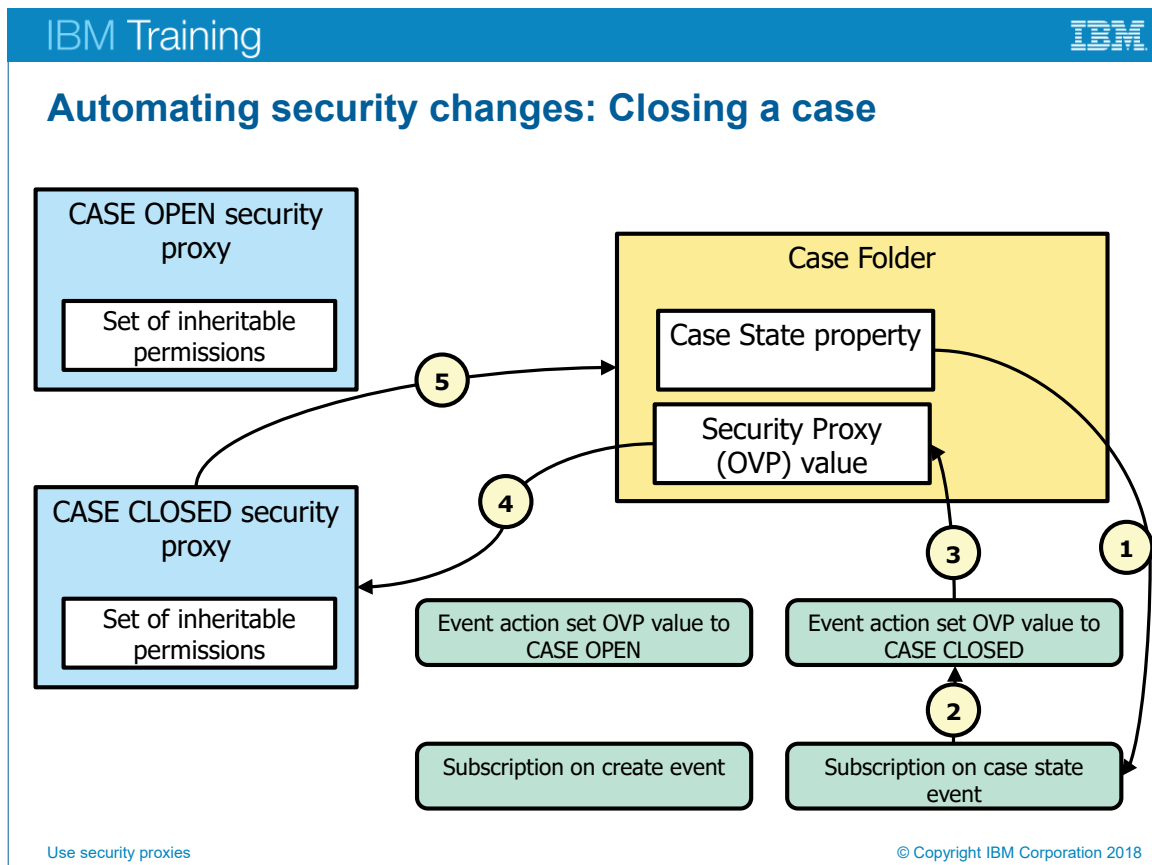 IBM Training
IBM
Automating security changes: Closing a case
CASE OPEN security
proxy
Set of inheritable
permissions
Case Folder
Case State property
Security Proxy
(OVP) value
5
4
CASE CLOSED security
proxy
Set of inheritable
permissions
3
1
Event action set OVP value to
CASE OPEN
Event action set OVP value to
CASE CLOSED
2
Subscription on create event
Subscription on case state
event
Use security proxies
© Copyright IBM Corporation 2018